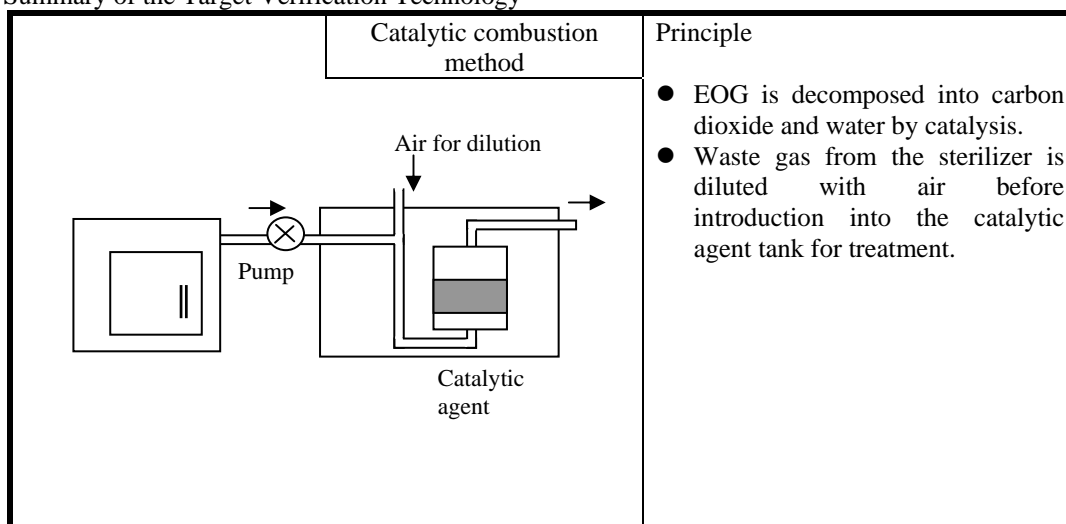 Summary of the Target Verification Technology
Catalytic combustion
method
Air for dilution
Pump
Catalytic
agent
Principle
● EOG is decomposed into carbon
dioxide and water by catalysis.
● Waste gas from the sterilizer is
diluted with air before
introduction into the catalytic
agent tank for treatment.